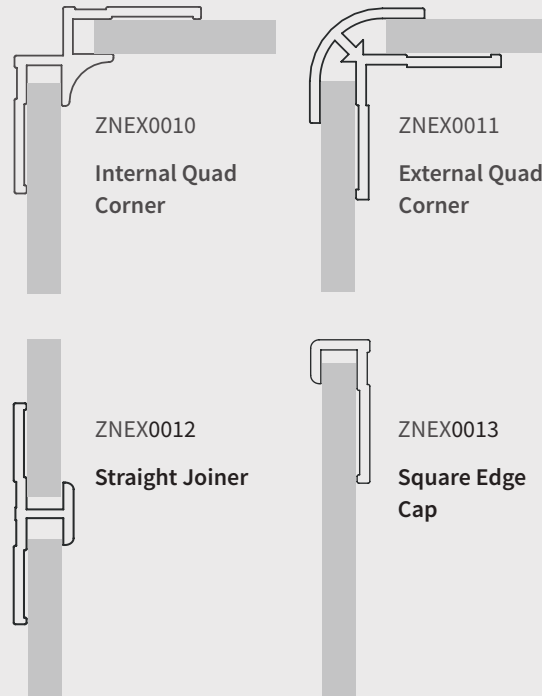 ZNEX0010
Internal Quad
Corner
ZNEX0011
External Quad
Corner
ZNEX0012
Straight Joiner
ZNEX0013
Square Edge
Cap